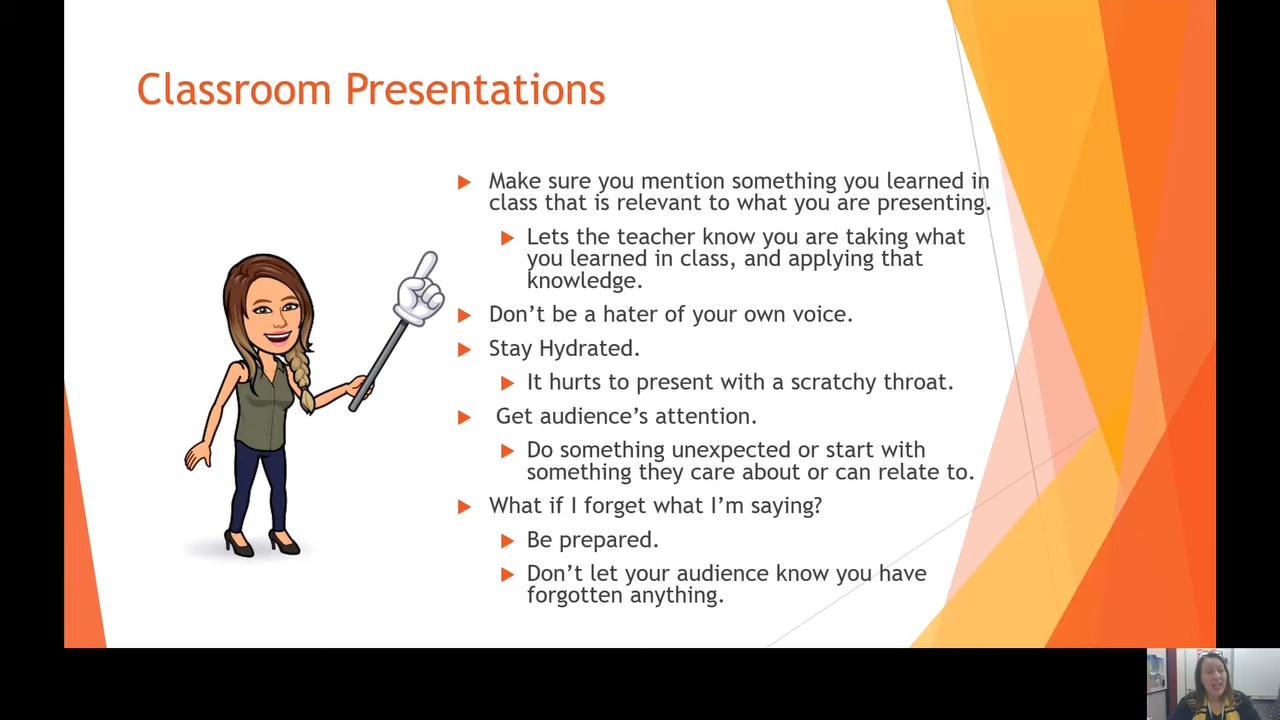 Classroom Presentations
Make sure you mention something you learned in
class that is relevant to what you are presenting.
Lets the teacher know you are taking what
you learned in class, and applying that
knowledge.
Don’t be a hater of your own voice.
Stay Hydrated.
It hurts to present with a scratchy throat.
Get audience’s attention.
Do something unexpected or start with
something they care about or can relate to.
What if I forget what I’m saying?
Be prepared.
Don’t let your audience know you have
forgotten anything.